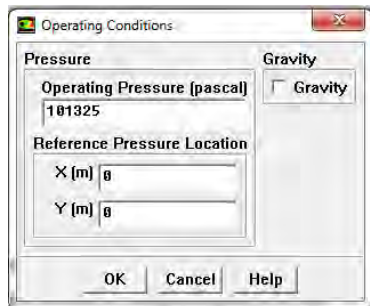 Operating Conditions
Pressure
Gravity
Operating Pressure (pascal)
Gravity
101325
Reference Pressure Location
X (m) 0
Y (m) 0
OK Cancel Help